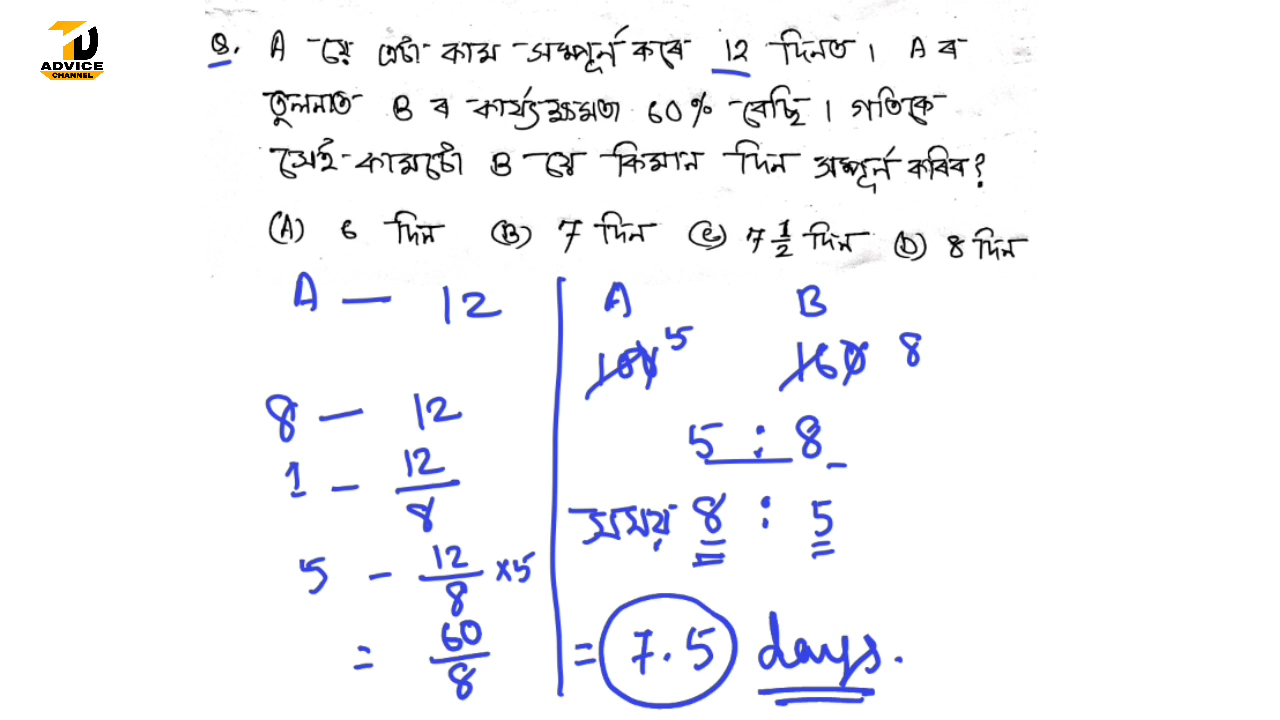 TD
ADVICE
CHANNEL
Q. A য়ে এটা কাম সম্পূৰ্ন কৰে 12 দিনত। A ৰ
তুলনাত B ৰ কাৰ্য্যক্ষমতা 60% বেছি। গতিকে
সেই কামটো B য়ে কিমান দিন সম্পূৰ্ন কৰিব?
(A) 6 দিন (B) 7 দিন (C) 7 1/2 দিন (D) 8 দিন
A — 12
8 — 12
1 — 12/8
5 — 12/8 ×5
= 60/8
A B
100 5 160 8
5 : 8
সময় 8 : 5
= 7.5 days.